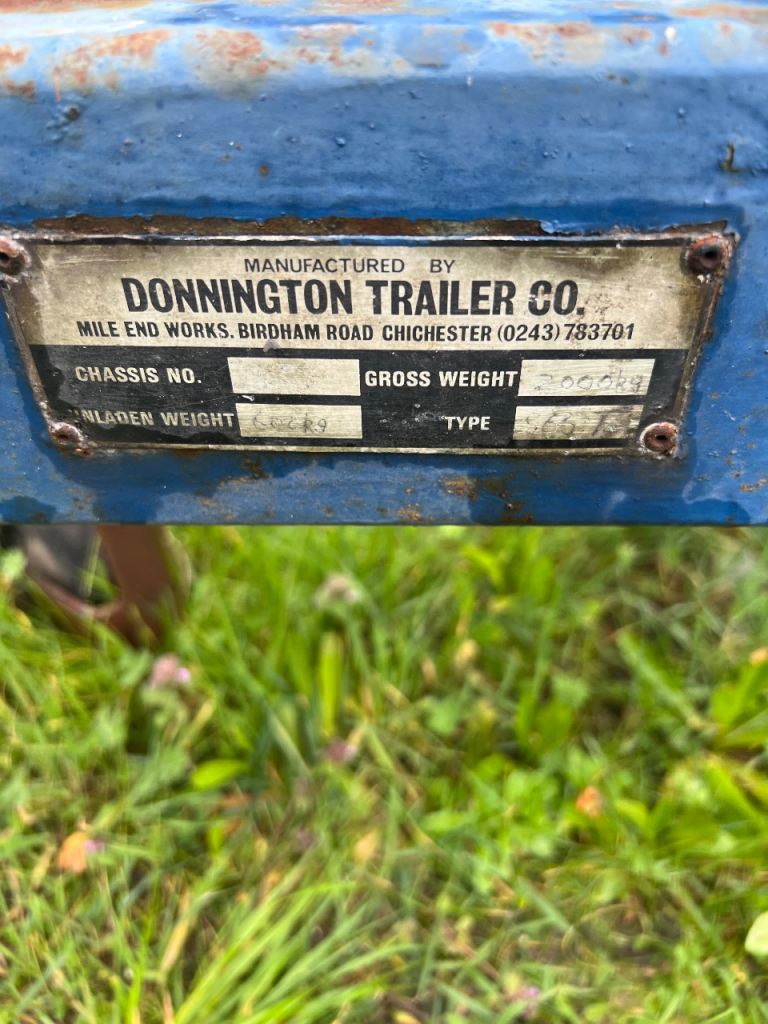 MANUFACTURED BY
DONNINGTON TRAILER CO.
MILE END WORKS. BIRDHAM ROAD CHICHESTER (0243) 783701
CHASSIS NO. GROSS WEIGHT 2000kg
UNLADEN WEIGHT TYPE